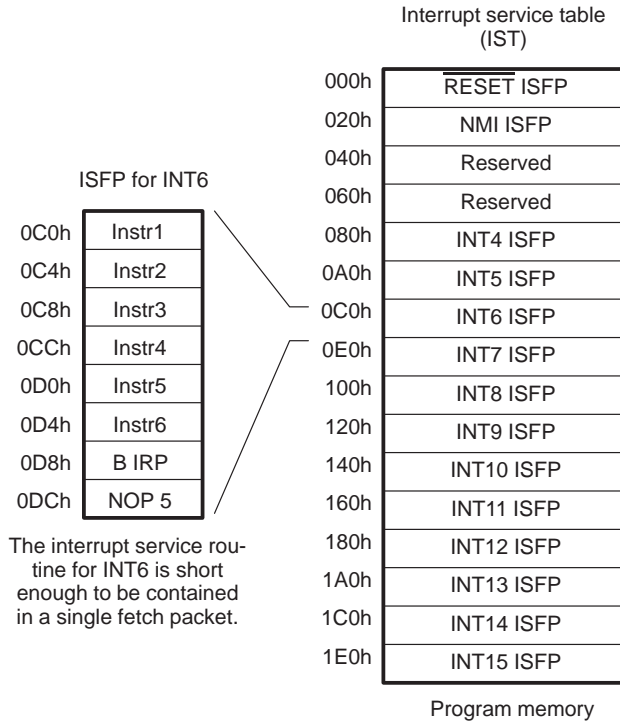 Interrupt service table
(IST)
000h RESET ISFP
020h NMI ISFP
040h Reserved
060h Reserved
080h INT4 ISFP
0A0h INT5 ISFP
0C0h INT6 ISFP
0E0h INT7 ISFP
100h INT8 ISFP
120h INT9 ISFP
140h INT10 ISFP
160h INT11 ISFP
180h INT12 ISFP
1A0h INT13 ISFP
1C0h INT14 ISFP
1E0h INT15 ISFP
Program memory
ISFP for INT6
0C0h Instr1
0C4h Instr2
0C8h Instr3
0CCh Instr4
0D0h Instr5
0D4h Instr6
0D8h B IRP
0DCh NOP 5
The interrupt service rou-
tine for INT6 is short
enough to be contained
in a single fetch packet.